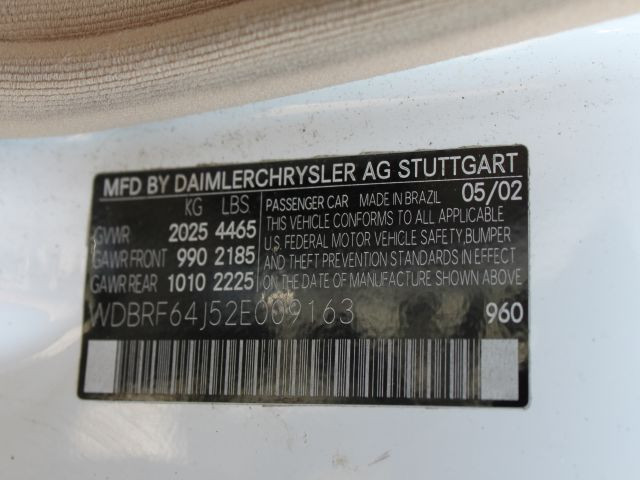 MFD BY DAIMLERCHRYSLER AG STUTTGART
KG LBS
GVWR 2025 4465
GAWR FRONT 990 2185
GAWR REAR 1010 2225
PASSENGER CAR MADE IN BRAZIL 05/02
THIS VEHICLE CONFORMS TO ALL APPLICABLE
U.S. FEDERAL MOTOR VEHICLE SAFETY, BUMPER
AND THEFT PREVENTION STANDARDS IN EFFECT
ON THE DATE OF MANUFACTURE SHOWN ABOVE
WDBRF64J52E009163 960